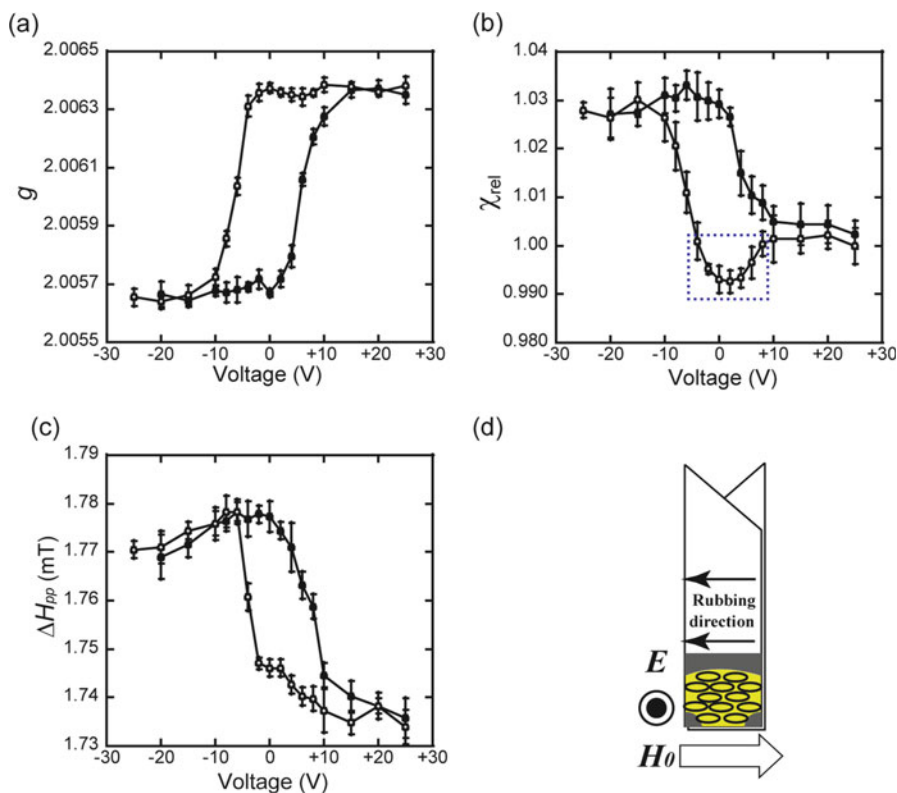 (a)
2.0065
2.0063
2.0061
2.0059
2.0057
2.0055
g
-30 -20 -10 0 +10 +20 +30
Voltage (V)
(b)
1.04
1.03
1.02
1.01
1.00
0.990
0.980
χrel
-30 -20 -10 0 +10 +20 +30
Voltage (V)
(c)
1.79
1.78
1.77
1.76
1.75
1.74
1.73
ΔHpp (mT)
-30 -20 -10 0 +10 +20 +30
Voltage (V)
(d)
Rubbing
direction
E
H0